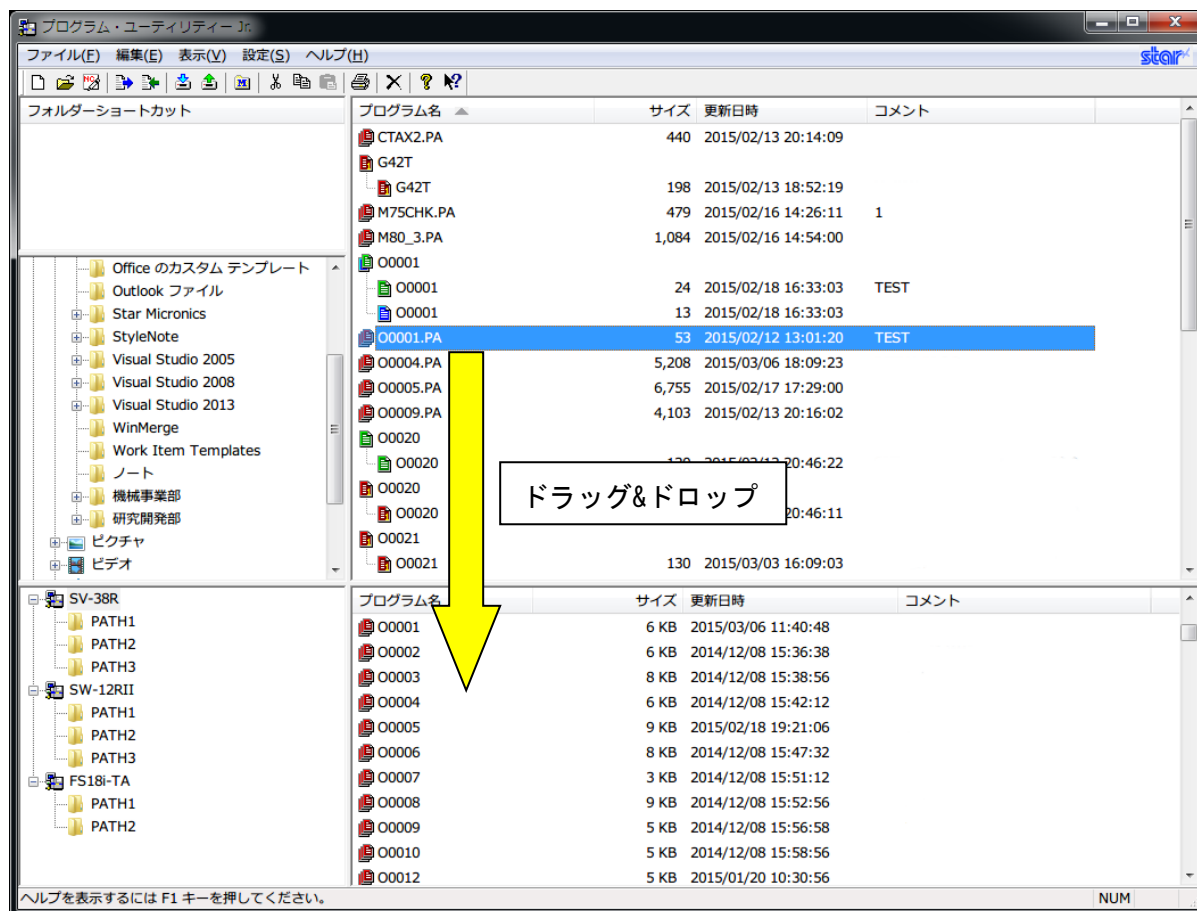 プログラム・ユーティリティー Jr.
ファイル(F) 編集(E) 表示(V) 設定(S) ヘルプ(H)
star
フォルダーショートカット
プログラム名 サイズ 更新日時 コメント
CTAX2.PA 440 2015/02/13 20:14:09
G42T
G42T 198 2015/02/13 18:52:19
M75CHK.PA 479 2015/02/16 14:26:11 1
M80_3.PA 1,084 2015/02/16 14:54:00
O0001
O0001 24 2015/02/18 16:33:03 TEST
O0001 13 2015/02/18 16:33:03
O0001.PA 53 2015/02/12 13:01:20 TEST
O0004.PA 5,208 2015/03/06 18:09:23
O0005.PA 6,755 2015/02/17 17:29:00
O0009.PA 4,103 2015/02/13 20:16:02
O0020
O0020 20:46:22
O0020
O0020 20:46:11
O0021
O0021 130 2015/03/03 16:09:03
ドラッグ&ドロップ
Office のカスタム テンプレート
Outlook ファイル
Star Micronics
StyleNote
Visual Studio 2005
Visual Studio 2008
Visual Studio 2013
WinMerge
Work Item Templates
ノート
機械事業部
研究開発部
ピクチャ
ビデオ
SV-38R
PATH1
PATH2
PATH3
SW-12RII
PATH1
PATH2
PATH3
FS18i-TA
PATH1
PATH2
プログラム名 サイズ 更新日時 コメント
O0001 6 KB 2015/03/06 11:40:48
O0002 6 KB 2014/12/08 15:36:38
O0003 8 KB 2014/12/08 15:38:56
O0004 6 KB 2014/12/08 15:42:12
O0005 9 KB 2015/02/18 19:21:06
O0006 8 KB 2014/12/08 15:47:32
O0007 3 KB 2014/12/08 15:51:12
O0008 9 KB 2014/12/08 15:52:56
O0009 5 KB 2014/12/08 15:56:58
O0010 5 KB 2014/12/08 15:58:56
O0012 5 KB 2015/01/20 10:30:56
ヘルプを表示するには F1 キーを押してください。
NUM